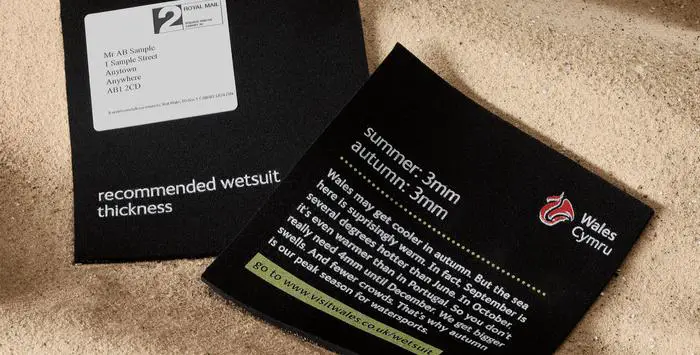 2
ROYAL MAIL
Mr AB Sample
1 Sample Street
Anytown
Anywhere
AB1 2CD
recommended wetsuit
thickness
summer: 3mm
autumn: 3mm
Wales may get cooler in autumn. But the sea
here is suprisingly warm. In fact, September is
several degrees hotter then June. In October,
it's even warmer than in Portugal. So you don't
really need 4mm until December. We get bigger
swells. And fewer crowds. That's why autumn
is our peak season for watersports.
go to www.visitwales.co.uk/wetsuit
Wales
Cymru